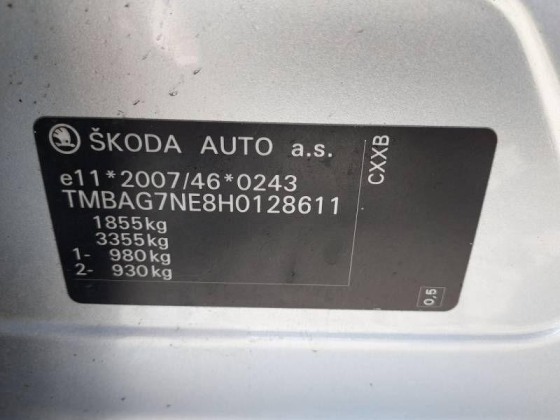 ŠKODA AUTO a.s.
e11*2007/46*0243
TMBAG7NE8H0128611
1855kg
3355kg
1- 980kg
2- 930kg
CXXB
0,5